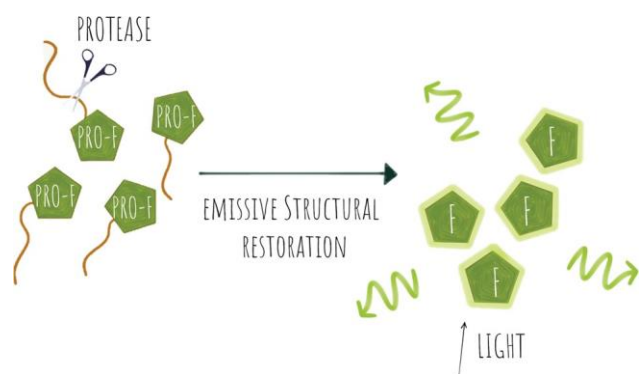 PROTEASE
PRO-F
PRO-F
PRO-F
PRO-F
EMISSIVE STRUCTURAL
RESTORATION
F
F
F
F
LIGHT